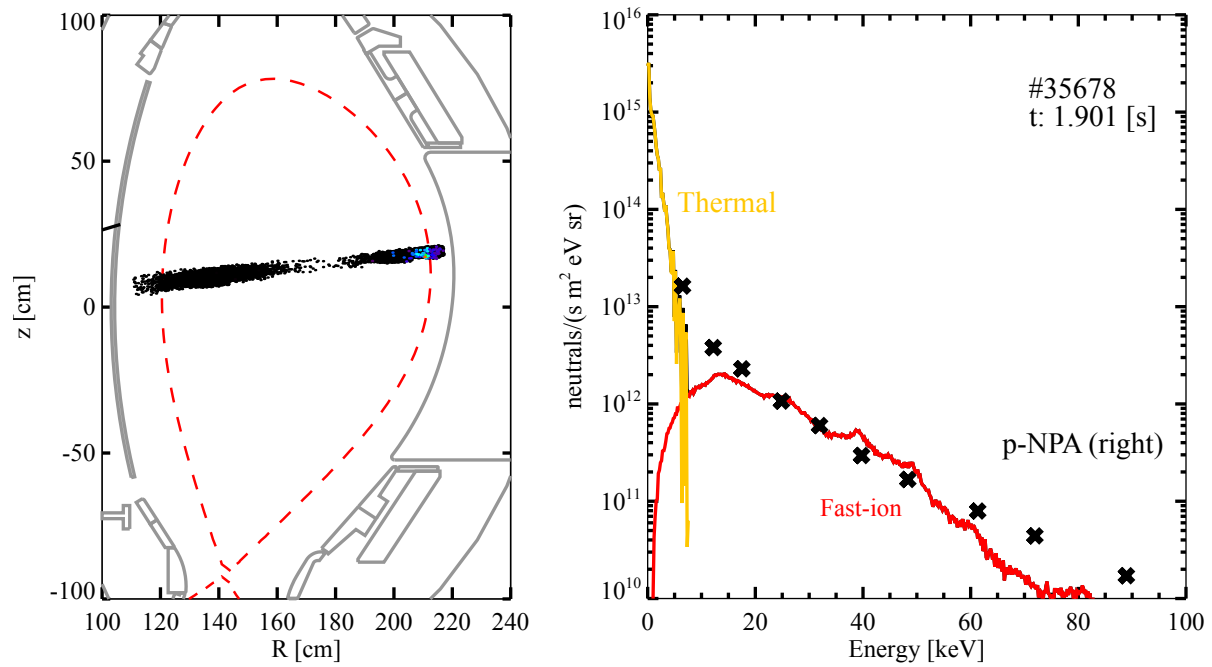 100
50
0
-50
-100
z [cm]
100 120 140 160 180 200 220 240
R [cm]
10^16
10^15
10^14
10^13
10^12
10^11
10^10
neutrals/(s m^2 eV sr)
#35678
t: 1.901 [s]
Thermal
p-NPA (right)
Fast-ion
0 20 40 60 80 100
Energy [keV]